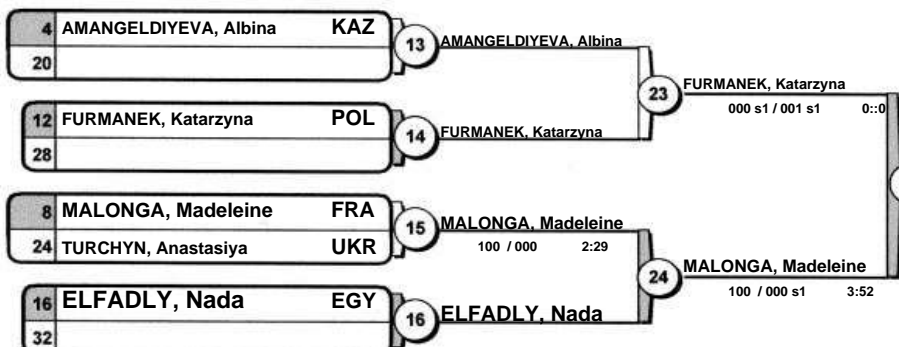 4 AMANGELDIYEVA, Albina KAZ
20
13 AMANGELDIYEVA, Albina
12 FURMANEK, Katarzyna POL
28
14 FURMANEK, Katarzyna
23 FURMANEK, Katarzyna
000 s1 / 001 s1 0::0
8 MALONGA, Madeleine FRA
24 TURCHYN, Anastasiya UKR
15 MALONGA, Madeleine
100 / 000 2:29
16 ELFADLY, Nada EGY
32
16 ELFADLY, Nada
24 MALONGA, Madeleine
100 / 000 s1 3:52